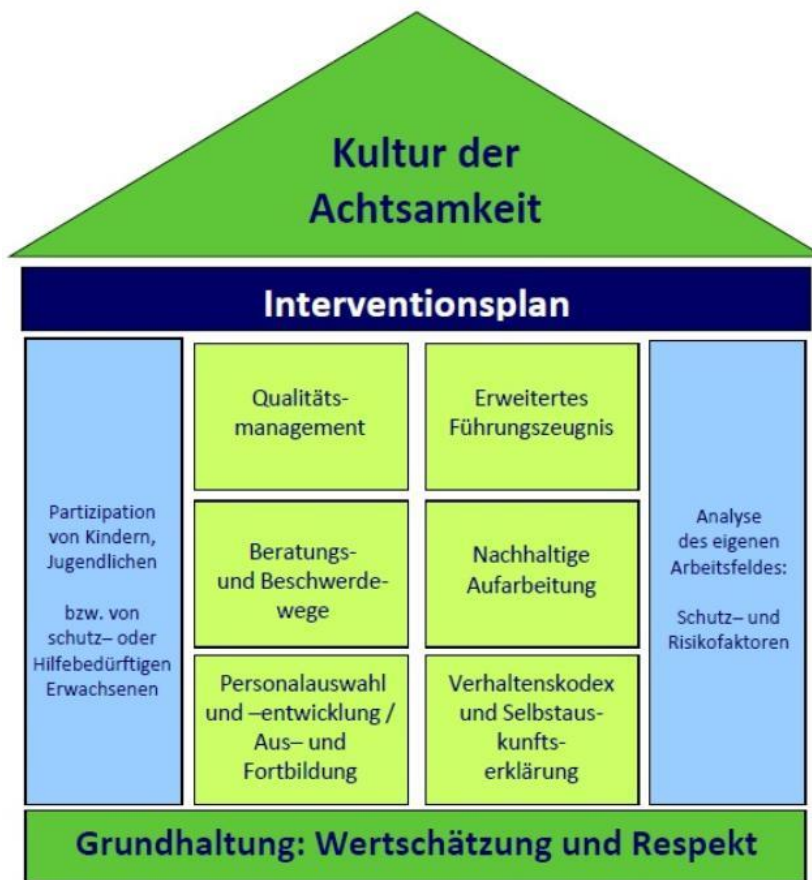 Kultur der
Achtsamkeit
Interventionsplan
Partizipation
von Kindern,
Jugendlichen
bzw. von
schutz– oder
Hilfebedürftigen
Erwachsenen
Qualitäts-
management
Erweitertes
Führungszeugnis
Beratungs-
und Beschwerde-
wege
Nachhaltige
Aufarbeitung
Personalauswahl
und –entwicklung /
Aus– und
Fortbildung
Verhaltenskodex
und Selbstaus-
kunfts-
erklärung
Analyse
des eigenen
Arbeitsfeldes:
Schutz– und
Risikofaktoren
Grundhaltung: Wertschätzung und Respekt